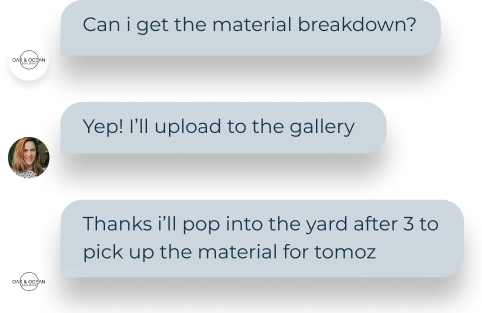 Can i get the material breakdown?
OAK & OCEAN
Yep! I'll upload to the gallery
Thanks i'll pop into the yard after 3 to
pick up the material for tomoz
OAK & OCEAN